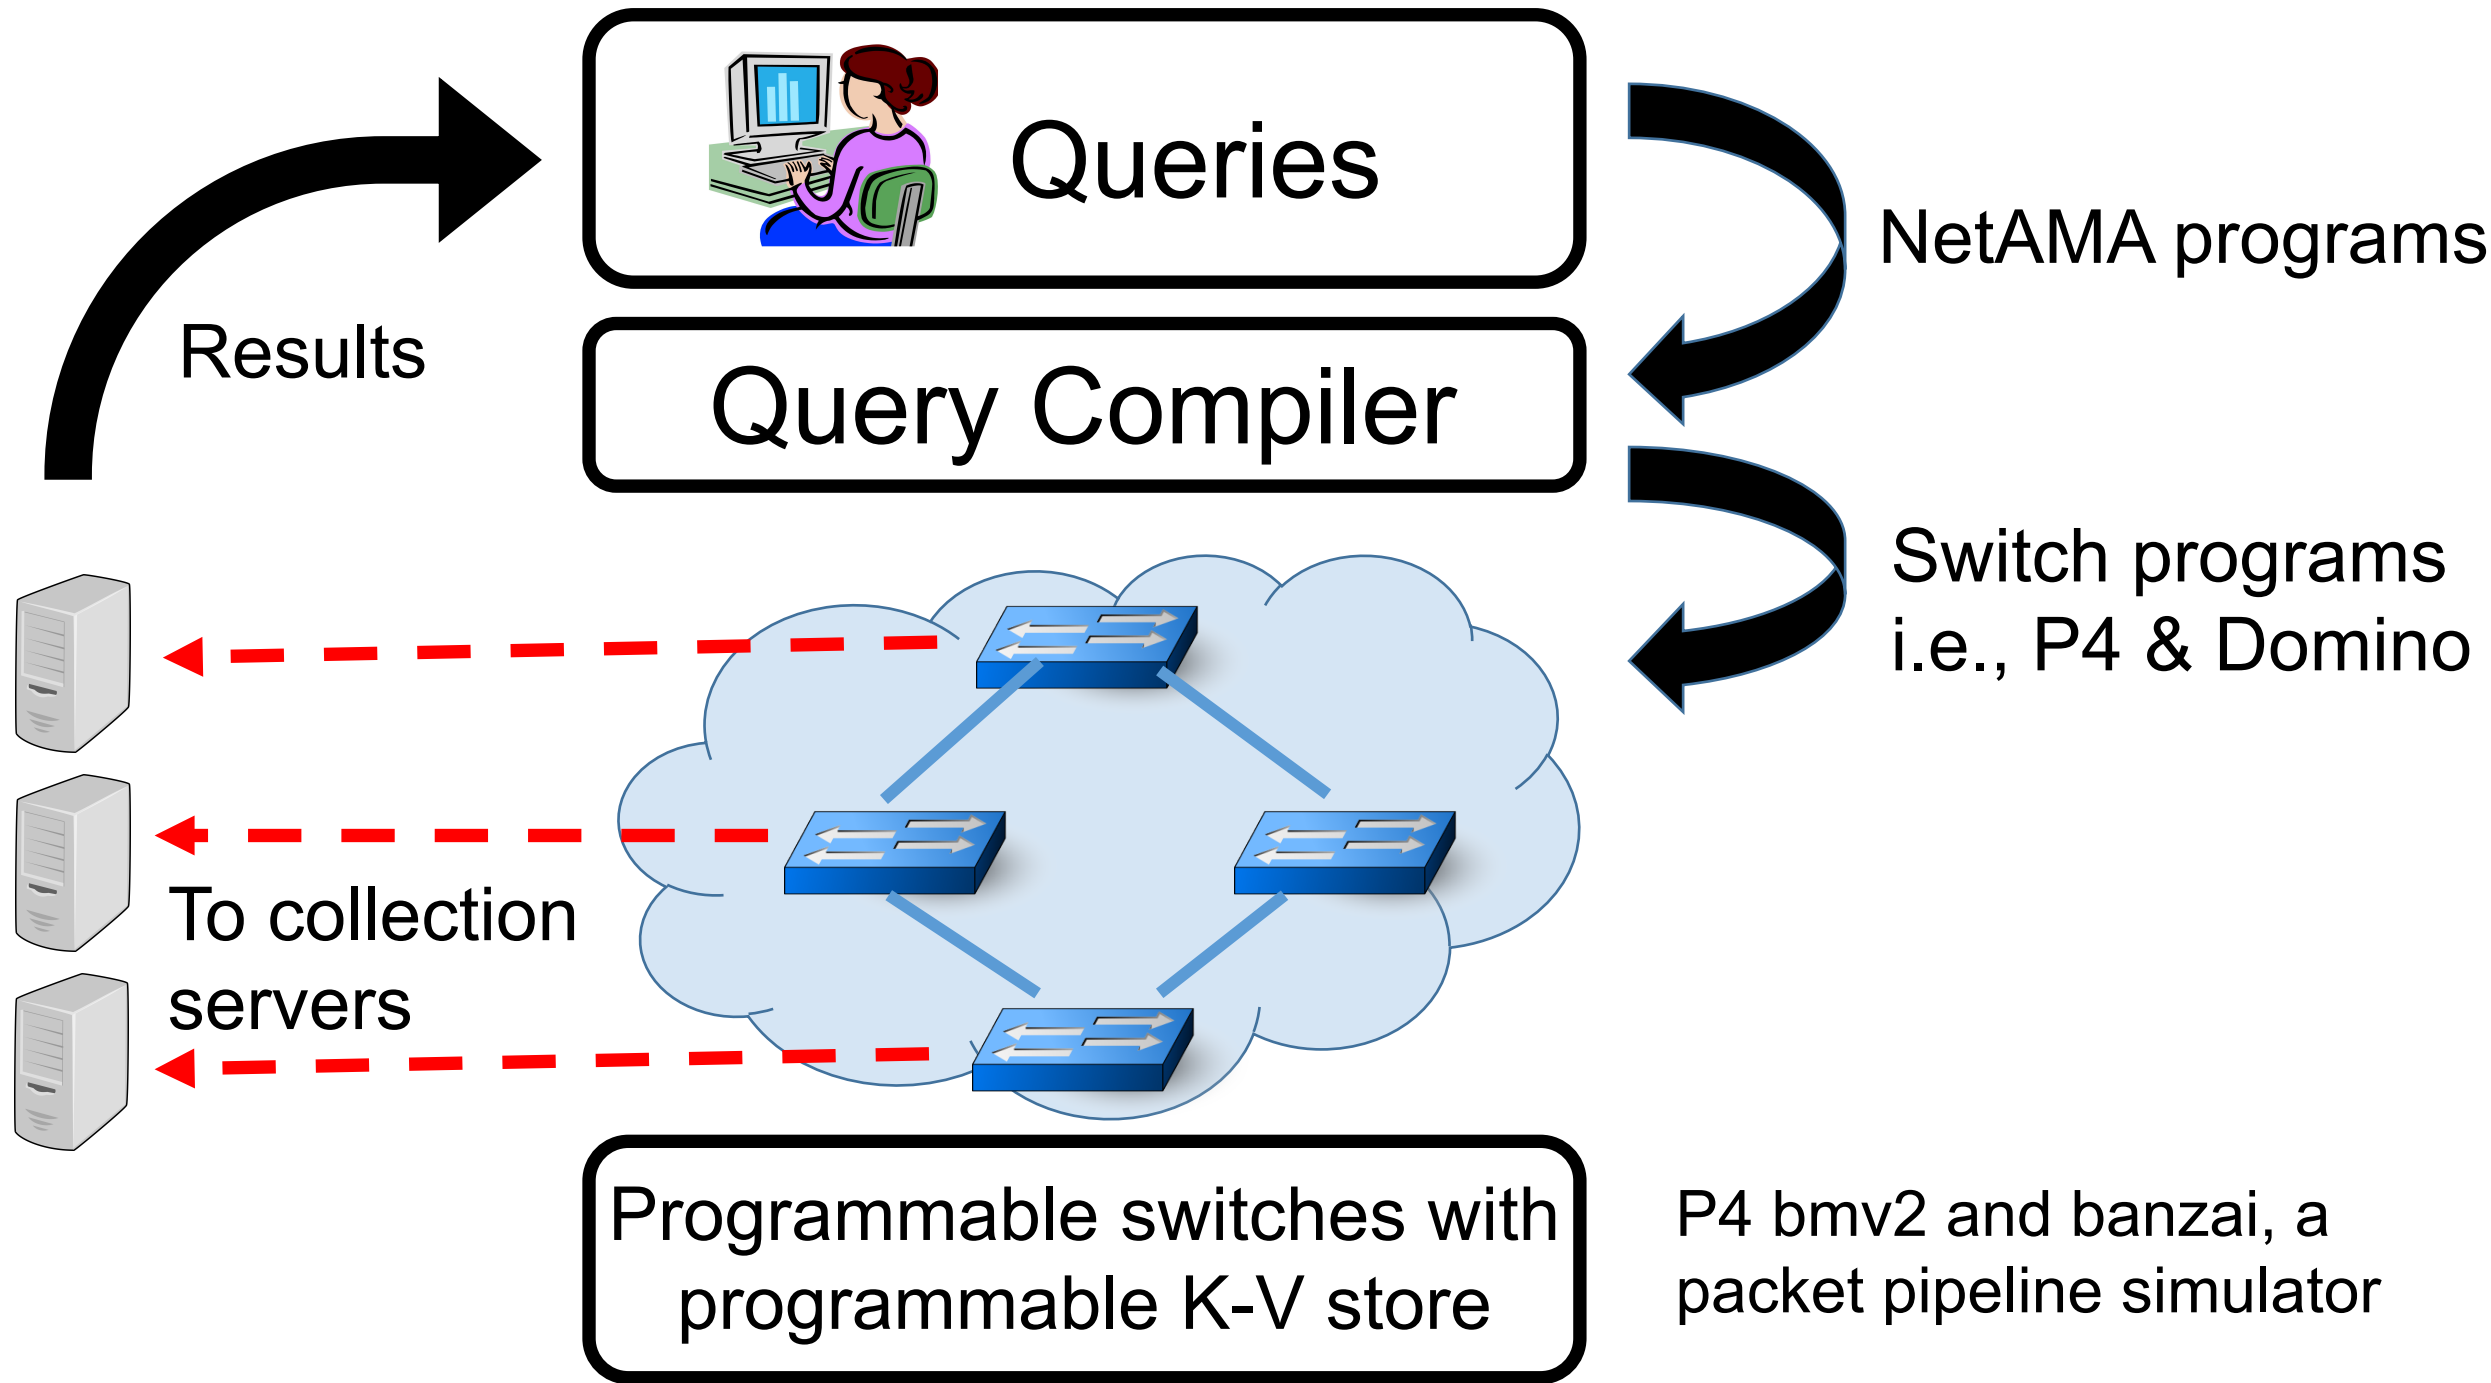 Queries
NetAMA programs
Results
Query Compiler
Switch programs
i.e., P4 & Domino
To collection
servers
Programmable switches with
programmable K-V store
P4 bmv2 and banzai, a
packet pipeline simulator